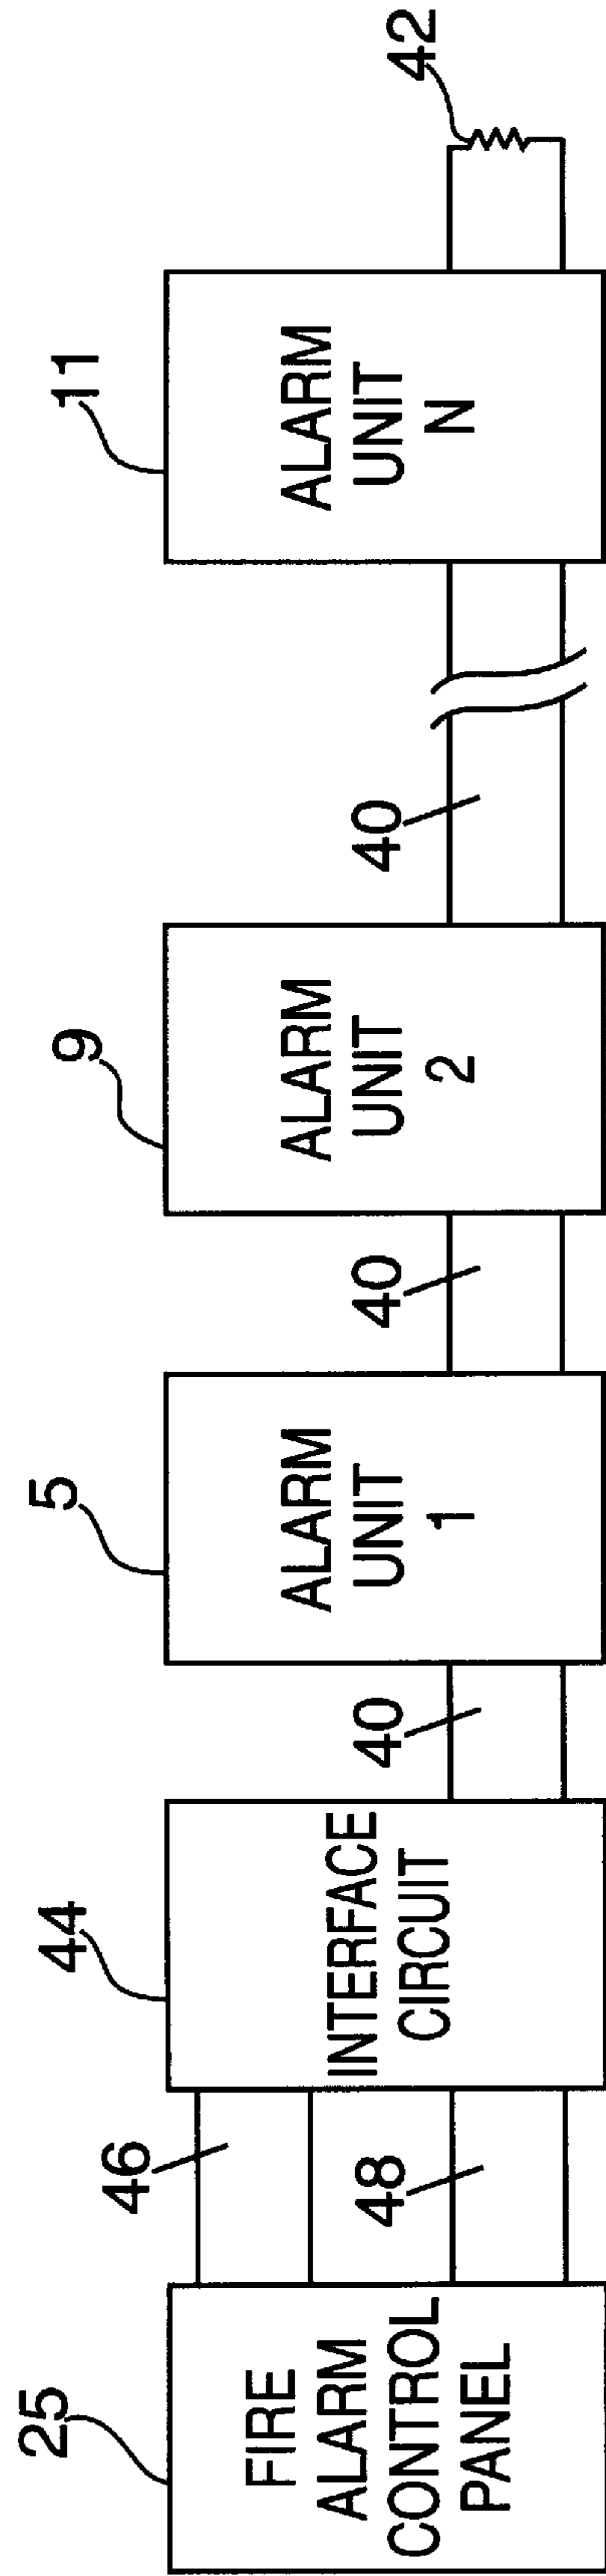 25
FIRE
ALARM
CONTROL
PANEL
46
48
44
INTERFACE
CIRCUIT
40
5
ALARM
UNIT
1
40
9
ALARM
UNIT
2
40
11
ALARM
UNIT
N
42